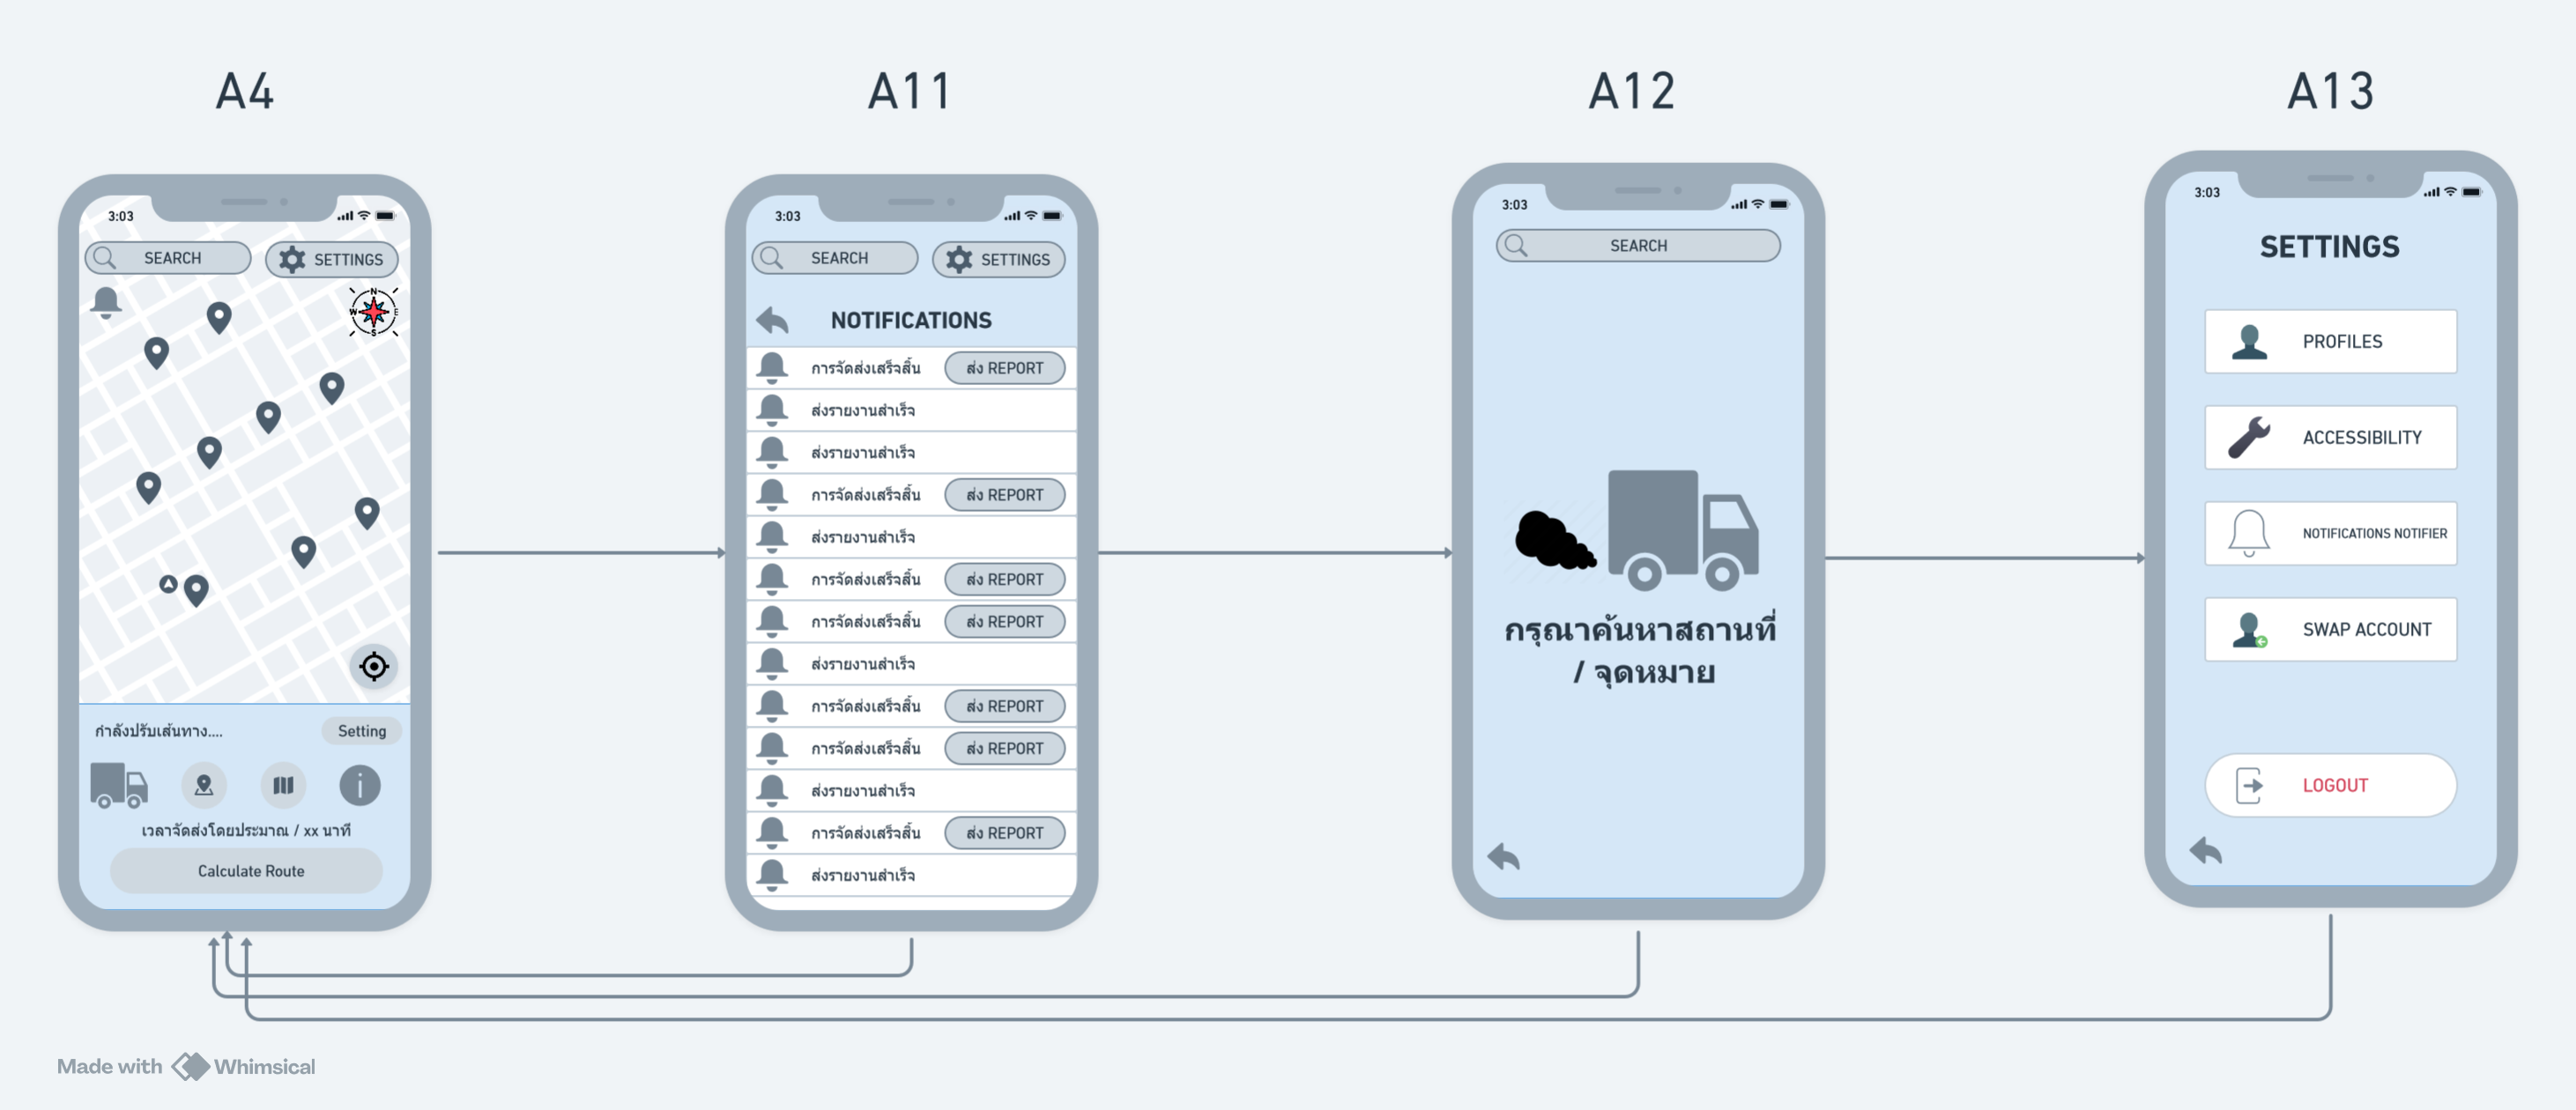 A4
3:03
SEARCH
SETTINGS
N
W E
S
กำลังปรับเส้นทาง....
Setting
เวลาจัดส่งโดยประมาณ / xx นาที
Calculate Route
A11
3:03
SEARCH
SETTINGS
NOTIFICATIONS
การจัดส่งเสร็จสิ้น ส่ง REPORT
ส่งรายงานสำเร็จ
ส่งรายงานสำเร็จ
การจัดส่งเสร็จสิ้น ส่ง REPORT
ส่งรายงานสำเร็จ
การจัดส่งเสร็จสิ้น ส่ง REPORT
การจัดส่งเสร็จสิ้น ส่ง REPORT
ส่งรายงานสำเร็จ
การจัดส่งเสร็จสิ้น ส่ง REPORT
การจัดส่งเสร็จสิ้น ส่ง REPORT
ส่งรายงานสำเร็จ
การจัดส่งเสร็จสิ้น ส่ง REPORT
ส่งรายงานสำเร็จ
A12
3:03
SEARCH
กรุณาค้นหาสถานที่
/ จุดหมาย
A13
3:03
SETTINGS
PROFILES
ACCESSIBILITY
NOTIFICATIONS NOTIFIER
SWAP ACCOUNT
LOGOUT
Made with Whimsical